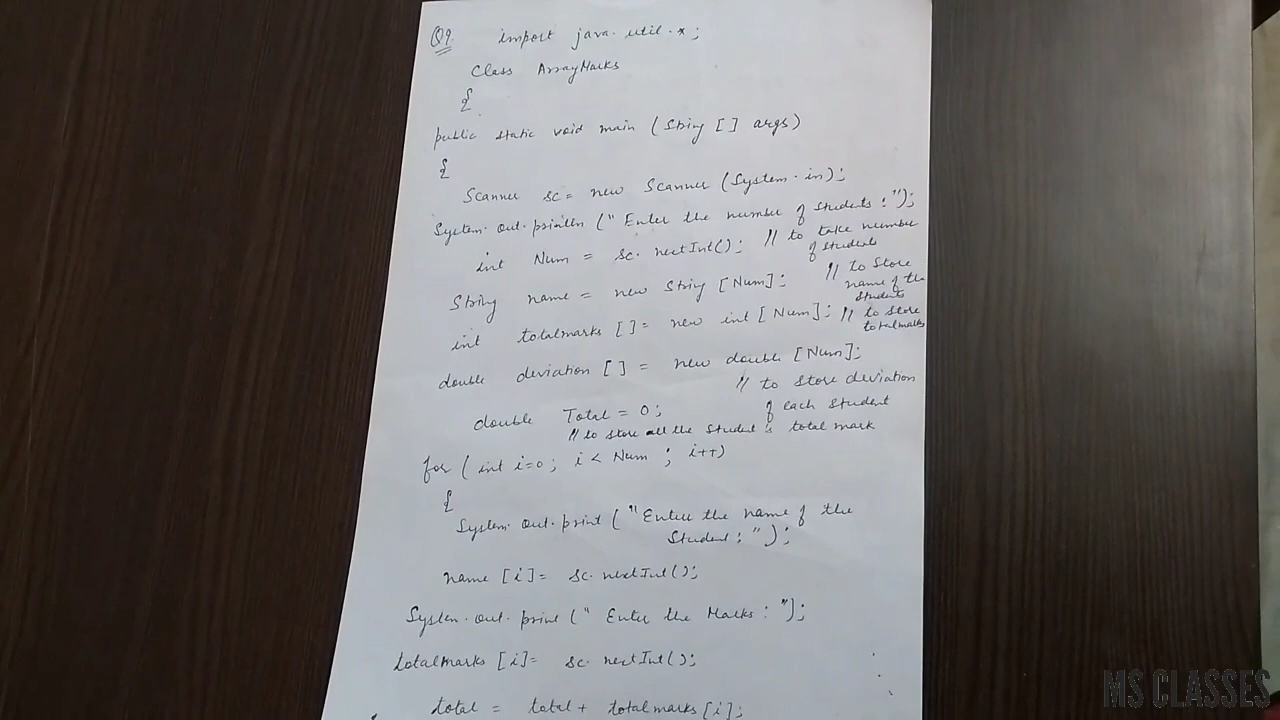 Q9. import java.util.*;
Class ArrayMarks
{
public static void main (String [] args)
{
Scanner sc = new Scanner (System.in);
System.out.println (" Enter the number of students : ");
int Num = sc. nextInt(); // to take number
of students
String name = new String [Num]; // to store
name of the
students
int totalmarks [] = new int [Num]; // to store
totalmarks
double deviation [] = new double [Num];
// to store deviation
of each student
double Total = 0;
// to store all the student's total mark
for ( int i=0; i < Num ; i++)
{
System.out.print ( " Enter the name of the
Student : " );
name [i] = sc. nextInt();
System.out.print (" Enter the Marks : ");
totalmarks [i] = sc. nextInt();
total = total + totalmarks [i];
MS CLASSES